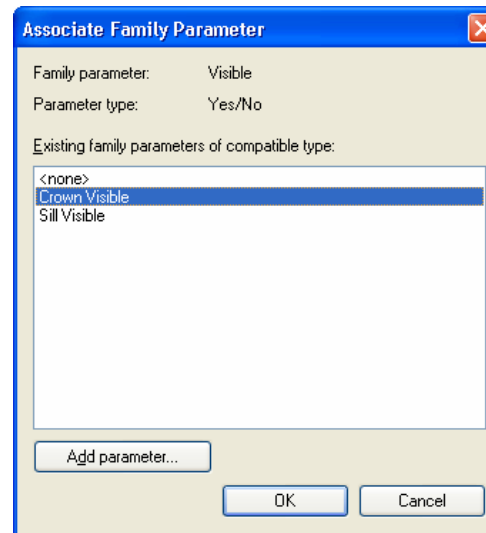 Associate Family Parameter
Family parameter: Visible
Parameter type: Yes/No
Existing family parameters of compatible type:
<none>
Crown Visible
Sill Visible
Add parameter...
OK Cancel